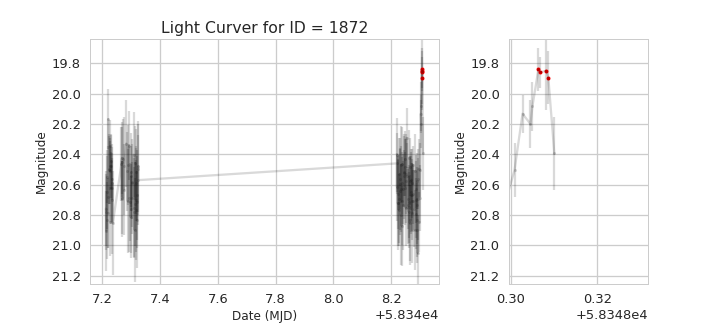 Light Curver for ID = 1872
Magnitude
19.8
20.0
20.2
20.4
20.6
20.8
21.0
21.2
7.2 7.4 7.6 7.8 8.0 8.2
Date (MJD)
+5.834e4
Magnitude
19.8
20.0
20.2
20.4
20.6
20.8
21.0
21.2
0.30 0.32
+5.8348e4